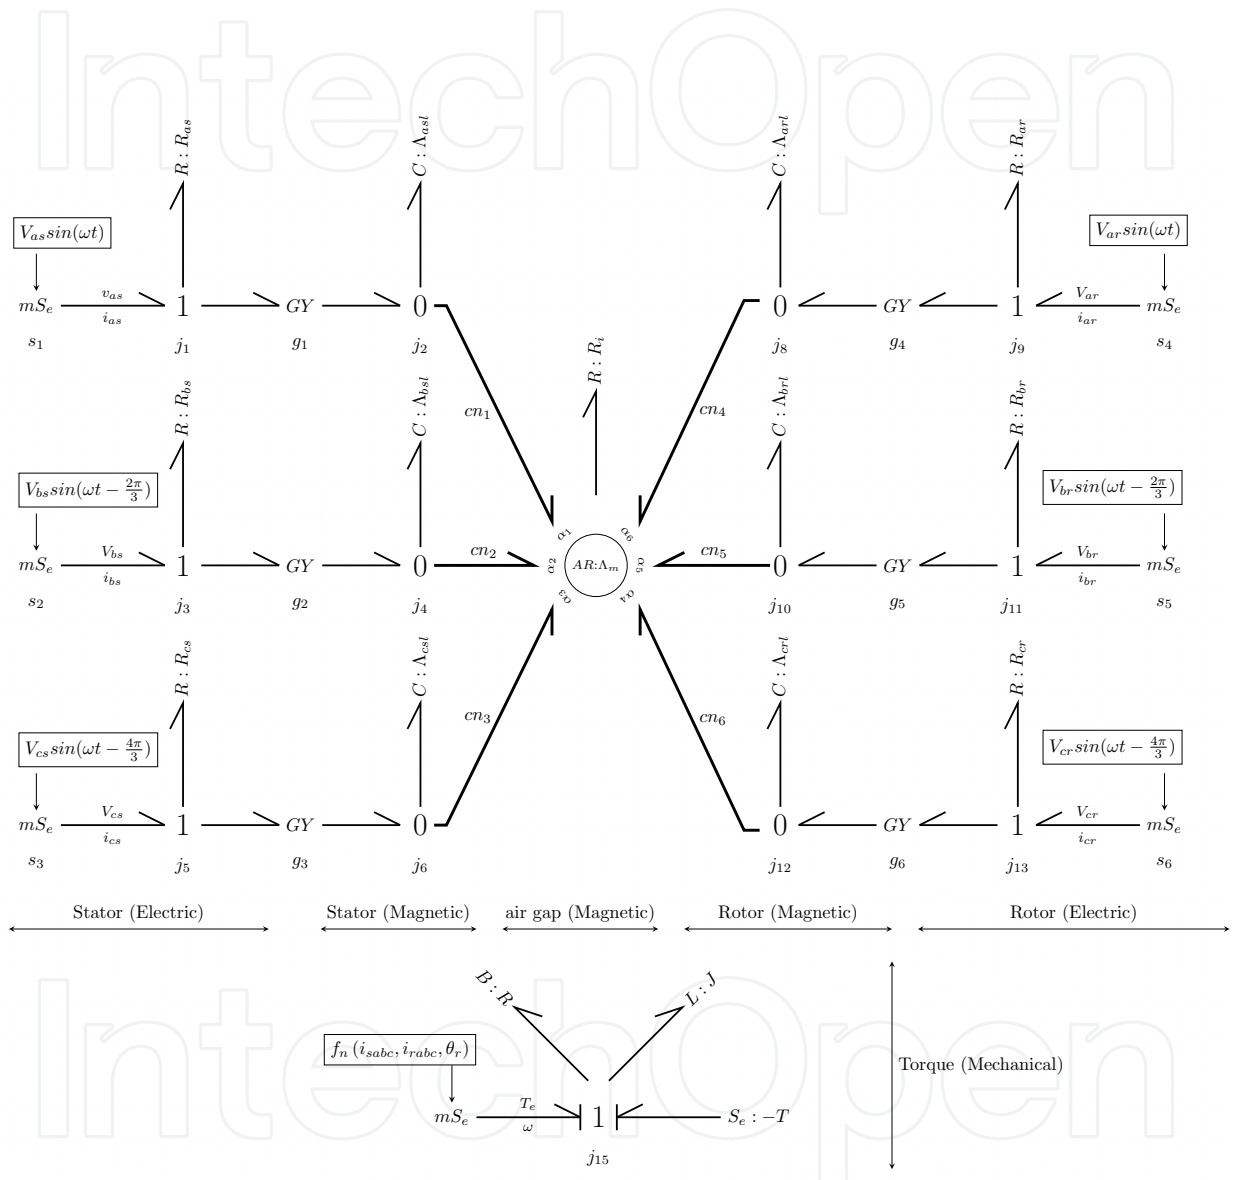 IntechOpen
R : R_as
C : Λ_asl
C : Λ_arl
R : R_ar
V_as sin(ωt)
V_ar sin(ωt)
mS_e
v_as
i_as
1
GY
0
0
GY
1
V_ar
i_ar
mS_e
s_1
j_1
g_1
j_2
j_8
g_4
j_9
s_4
R : R_i
R : R_bs
C : Λ_bsl
cn_1
cn_4
C : Λ_brl
R : R_br
V_bs sin(ωt − 2π/3)
V_br sin(ωt − 2π/3)
α_1
α_6
mS_e
V_bs
i_bs
1
GY
0
cn_2
α_2
AR:Λ_m
α_5
cn_5
0
GY
1
V_br
i_br
mS_e
α_3
α_4
s_2
j_3
g_2
j_4
j_10
g_5
j_11
s_5
R : R_cs
C : Λ_csl
cn_3
cn_6
C : Λ_crl
R : R_cr
V_cs sin(ωt − 4π/3)
V_cr sin(ωt − 4π/3)
mS_e
V_cs
i_cs
1
GY
0
0
GY
1
V_cr
i_cr
mS_e
s_3
j_5
g_3
j_6
j_12
g_6
j_13
s_6
Stator (Electric)
Stator (Magnetic)
air gap (Magnetic)
Rotor (Magnetic)
Rotor (Electric)
IntechOpen
B : R
L : J
f_n (i_sabc, i_rabc, θ_r)
Torque (Mechanical)
mS_e
T_e
ω
1
S_e : −T
j_15